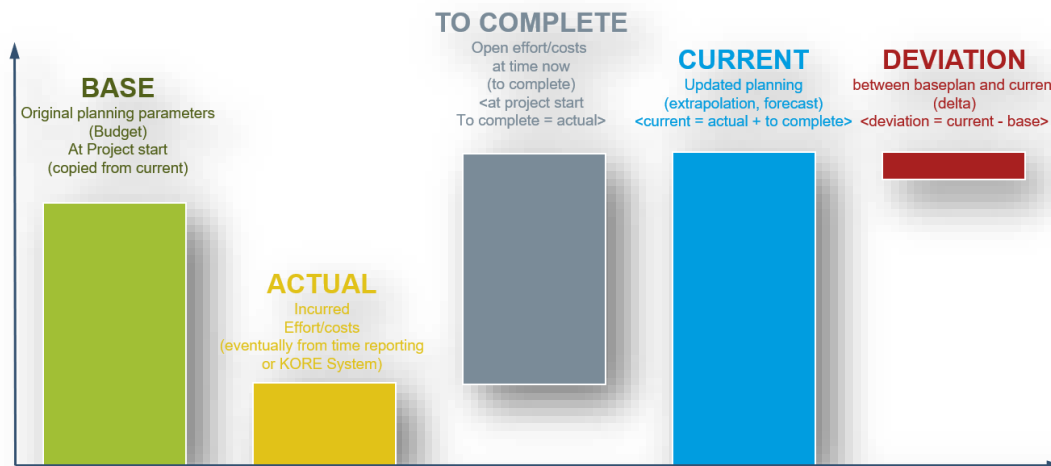 BASE
Original planning parameters
(Budget)
At Project start
(copied from current)
ACTUAL
Incurred
Effort/costs
(eventually from time reporting
or KORE System)
TO COMPLETE
Open effort/costs
at time now
(to complete)
<at project start
To complete = actual>
CURRENT
Updated planning
(extrapolation, forecast)
<current = actual + to complete>
DEVIATION
between baseplan and curren
(delta)
<deviation = current - base>